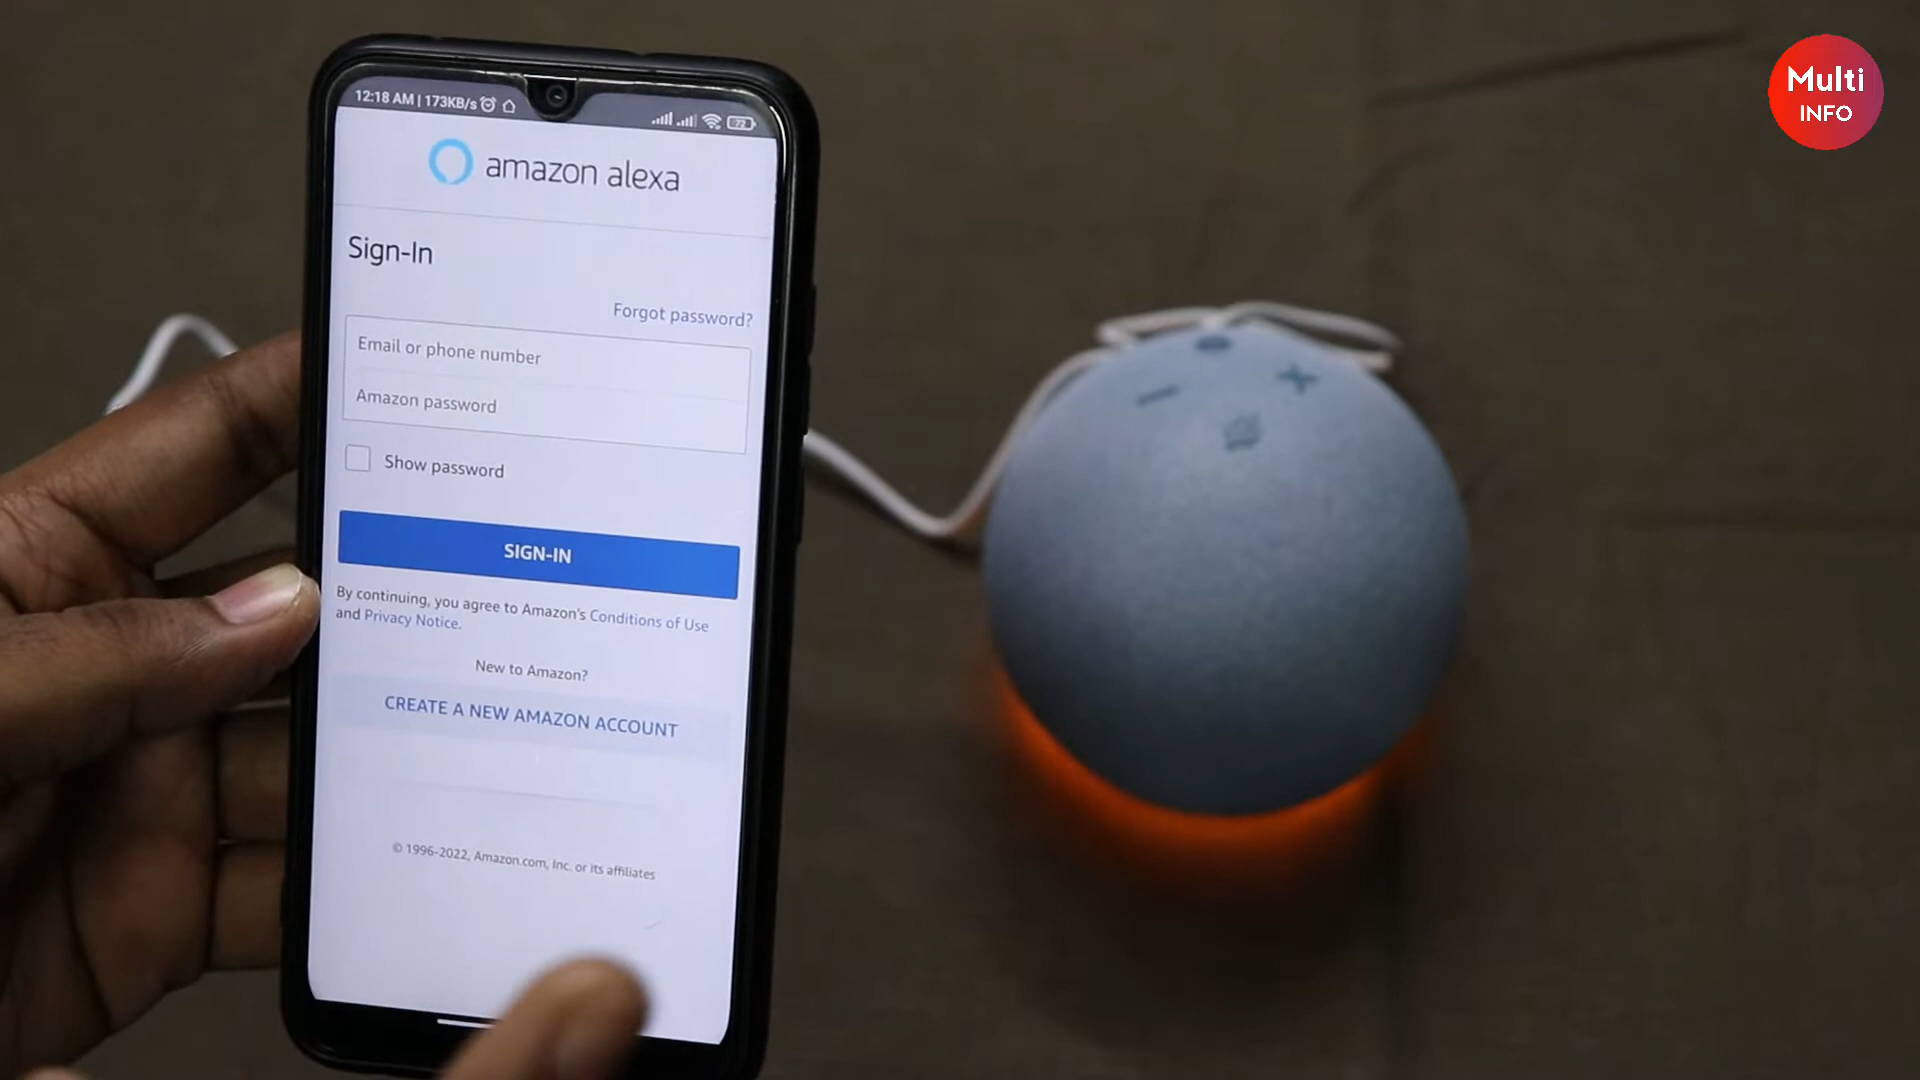 12:18 AM | 173KB/s
72
amazon alexa
Sign-In
Forgot password?
Email or phone number
Amazon password
Show password
SIGN-IN
By continuing, you agree to Amazon's Conditions of Use
and Privacy Notice.
New to Amazon?
CREATE A NEW AMAZON ACCOUNT
© 1996-2022, Amazon.com, Inc. or its affiliates
Multi
INFO